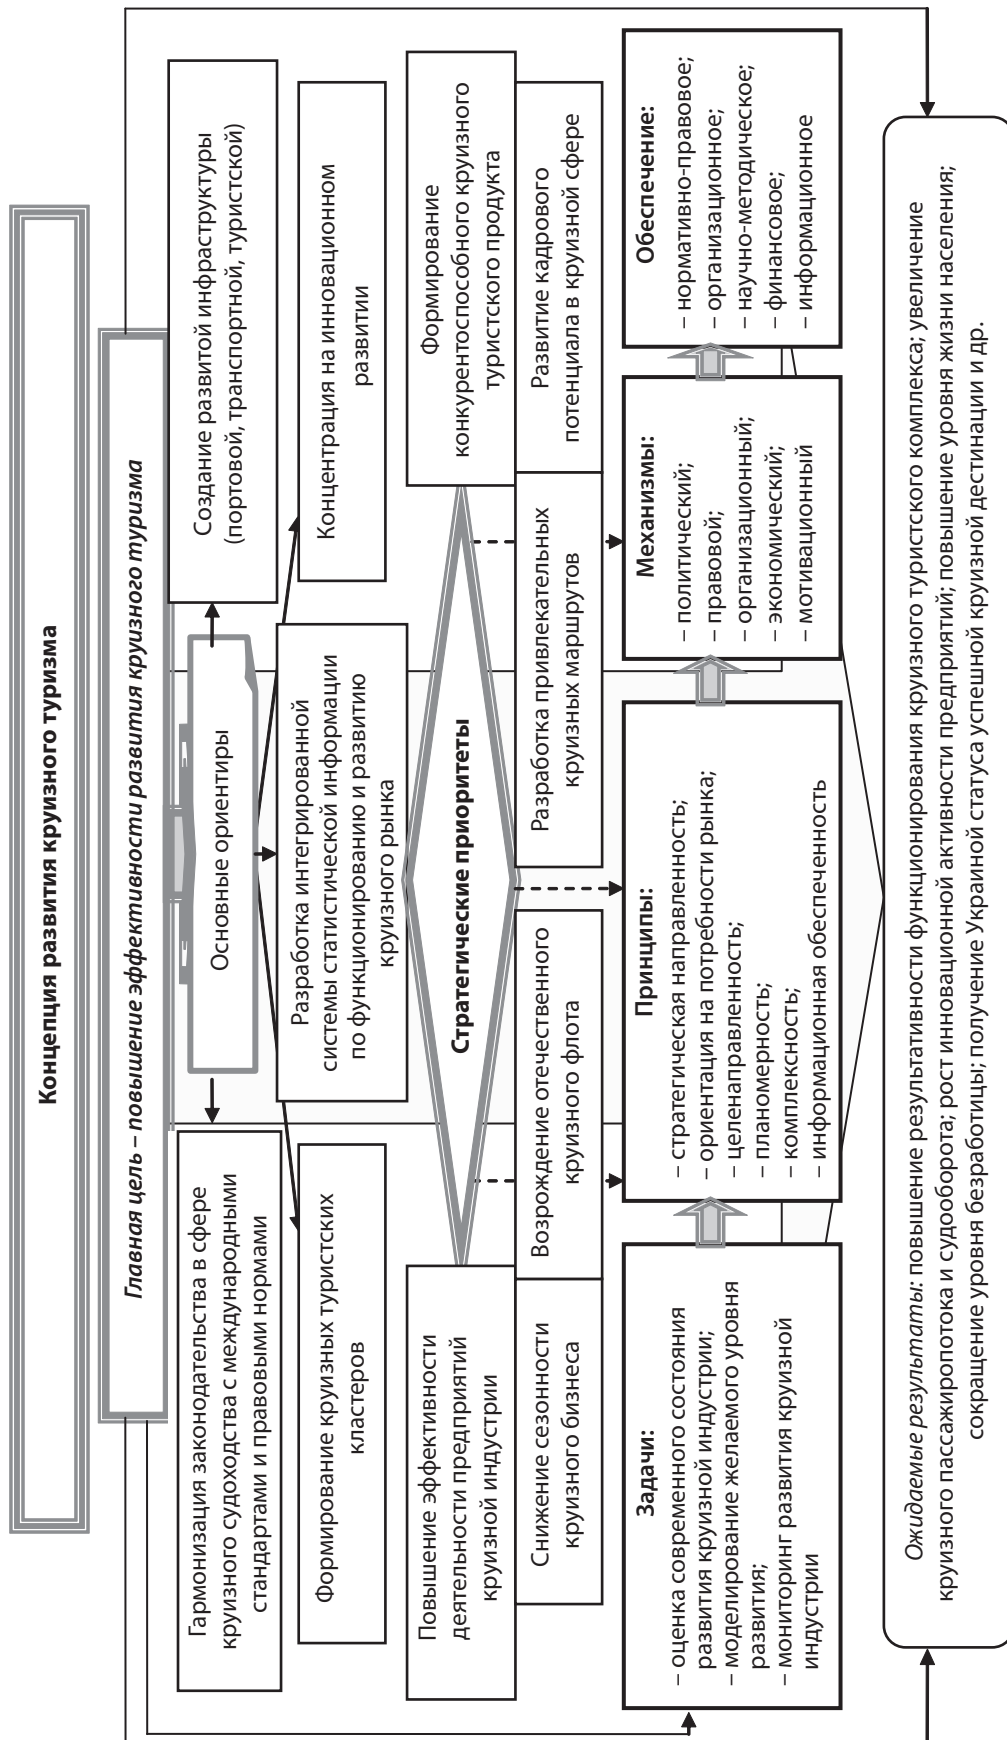 Концепция развития круизного туризма
Главная цель – повышение эффективности развития круизного туризма
Основные ориентиры
Гармонизация законодательства в сфере
круизного судоходства с международными
стандартами и правовыми нормами
Создание развитой инфраструктуры
(портовой, транспортной, туристской)
Формирование круизных туристских
кластеров
Разработка интегрированной
системы статистической информации
по функционированию и развитию
круизного рынка
Концентрация на инновационном
развитии
Стратегические приоритеты
Повышение эффективности
деятельности предприятий
круизной индустрии
Формирование
конкурентоспособного круизного
туристского продукта
Снижение сезонности
круизного бизнеса
Возрождение отечественного
круизного флота
Разработка привлекательных
круизных маршрутов
Развитие кадрового
потенциала в круизной сфере
Задачи:
– оценка современного состояния
развития круизной индустрии;
– моделирование желаемого уровня
развития;
– мониторинг развития круизной
индустрии
Принципы:
– стратегическая направленность;
– ориентация на потребности рынка;
– целенаправленность;
– планомерность;
– комплексность;
– информационная обеспеченность
Механизмы:
– политический;
– правовой;
– организационный;
– экономический;
– мотивационный
Обеспечение:
– нормативно-правовое;
– организационное;
– научно-методическое;
– финансовое;
– информационное
Ожидаемые результаты: повышение результативности функционирования круизного туристского комплекса; увеличение
круизного пассажиропотока и судооборота; рост инновационной активности предприятий; повышение уровня жизни населения;
сокращение уровня безработицы; получение Украиной статуса успешной круизной дестинации и др.